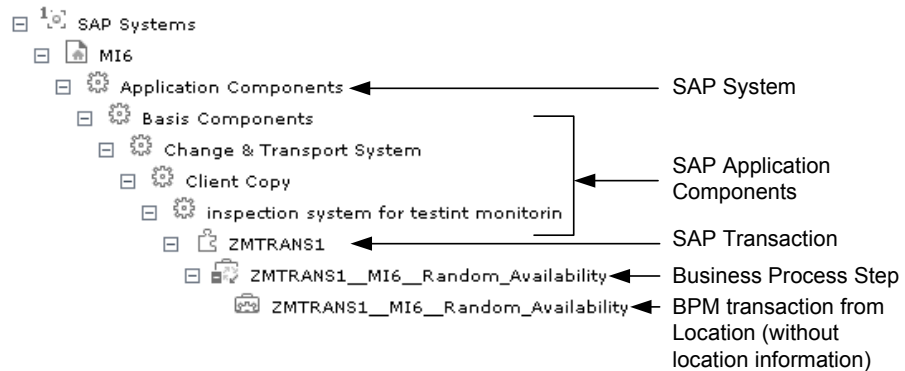 1
SAP Systems
MI6
Application Components
SAP System
Basis Components
Change & Transport System
Client Copy
inspection system for testint monitorin
SAP Application
Components
ZMTRANS1
SAP Transaction
ZMTRANS1__MI6__Random_Availability
Business Process Step
ZMTRANS1__MI6__Random_Availability
BPM transaction from
Location (without
location information)